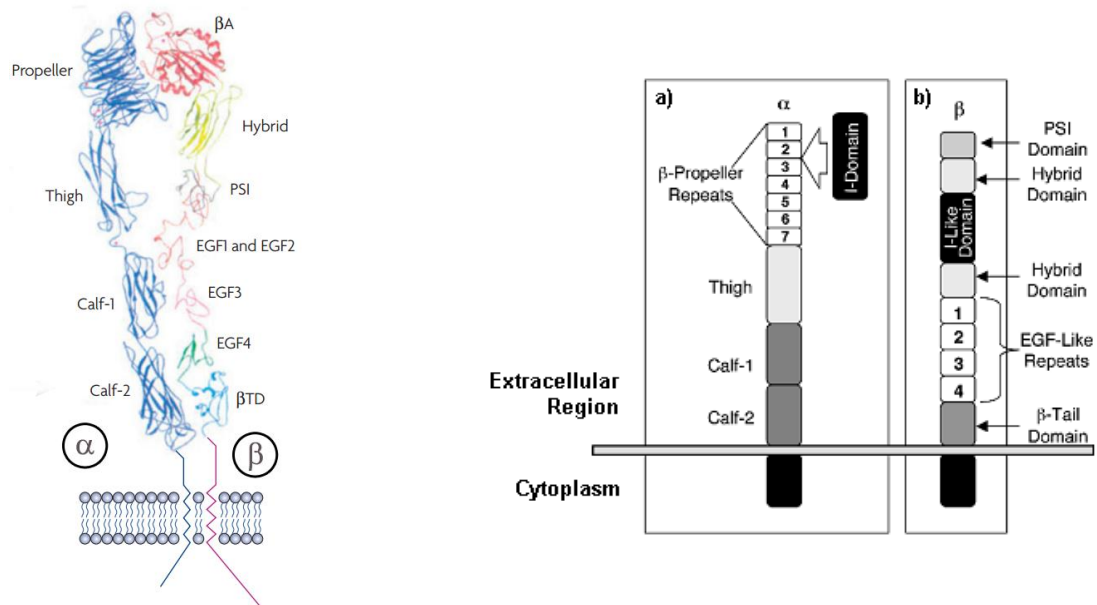 βA
Propeller
Hybrid
Thigh
PSI
EGF1 and EGF2
EGF3
Calf-1
EGF4
Calf-2
βTD
α
β
a)
α
1
2
3
4
5
6
7
β-Propeller
Repeats
I-Domain
Thigh
Calf-1
Calf-2
Extracellular
Region
Cytoplasm
b)
β
PSI
Domain
Hybrid
Domain
I-Like
Domain
Hybrid
Domain
1
2
3
4
EGF-Like
Repeats
β-Tail
Domain